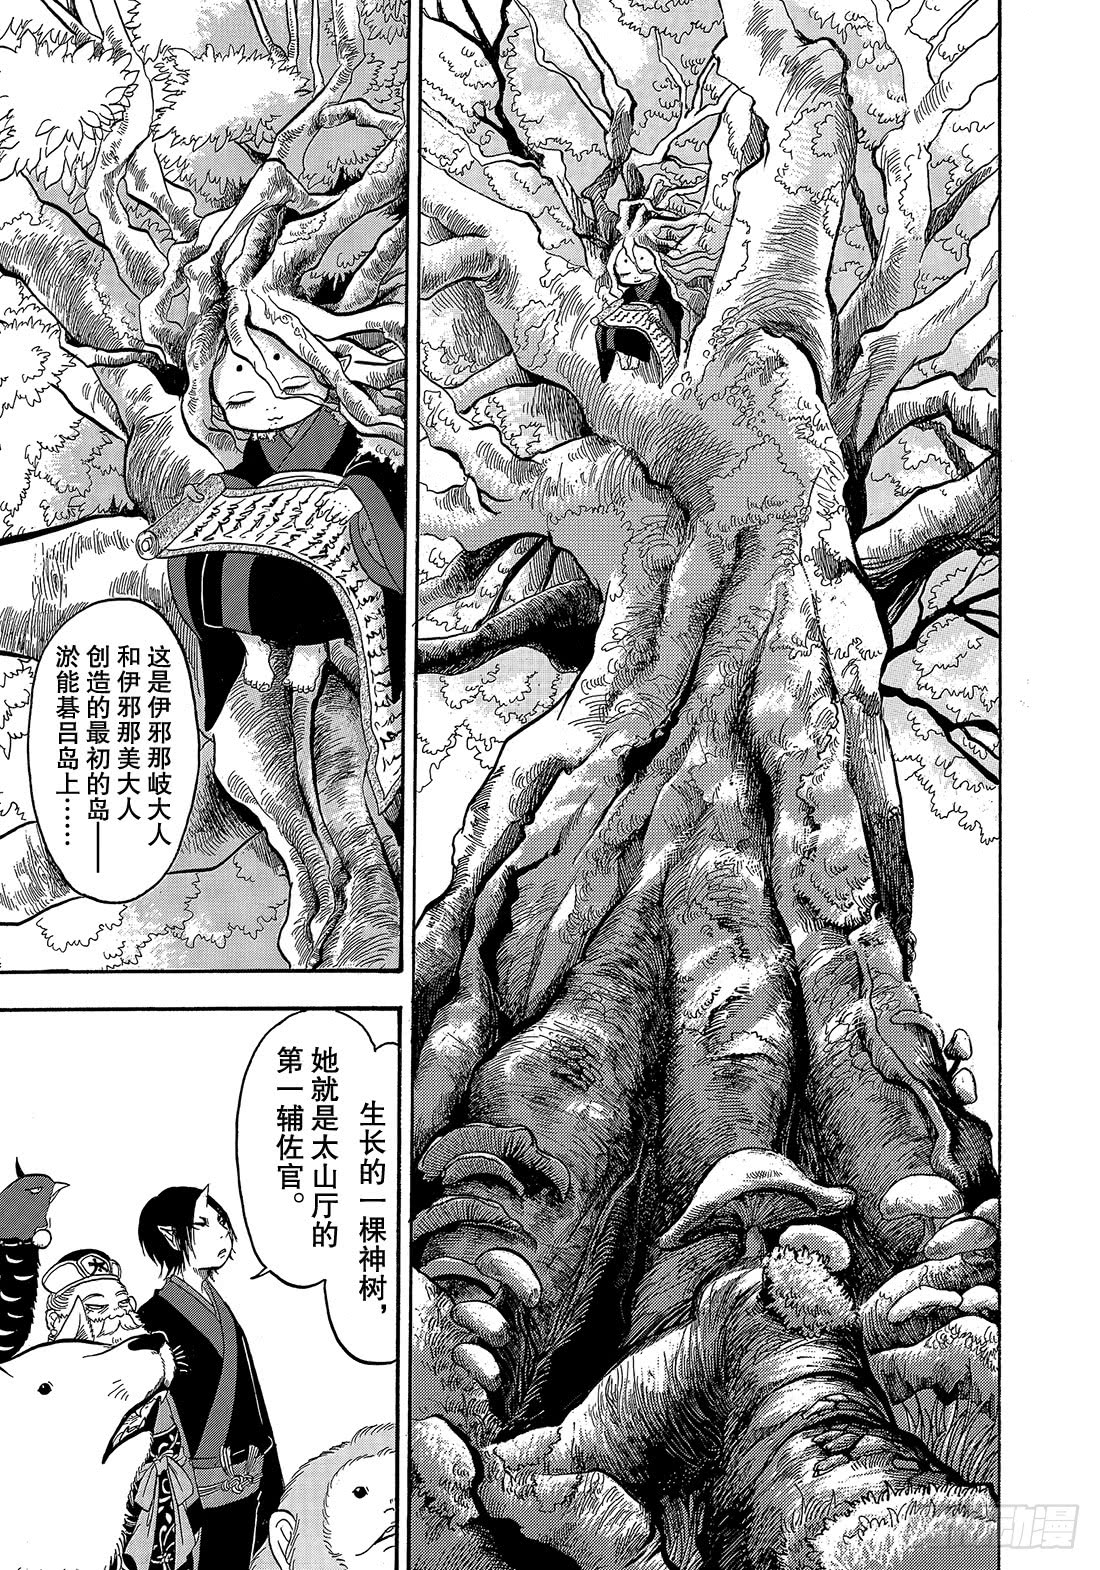 这是伊邪那岐大人
和伊邪那美大人
创造的最初的岛——
淤能碁吕岛上……
生长的一棵神树，
她就是太山厅的
第一辅佐官。
动漫